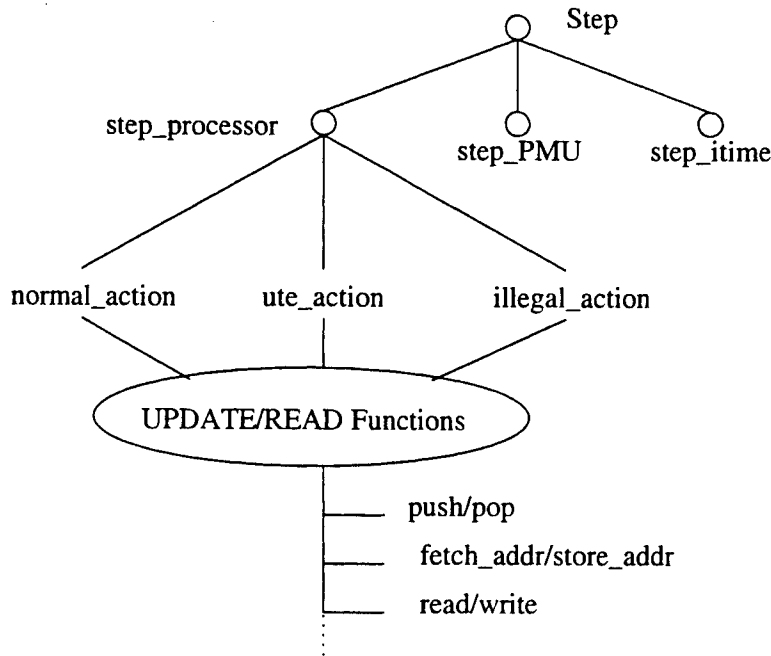 Step
step_processor
step_PMU
step_itime
normal_action
ute_action
illegal_action
UPDATE/READ Functions
push/pop
fetch_addr/store_addr
read/write